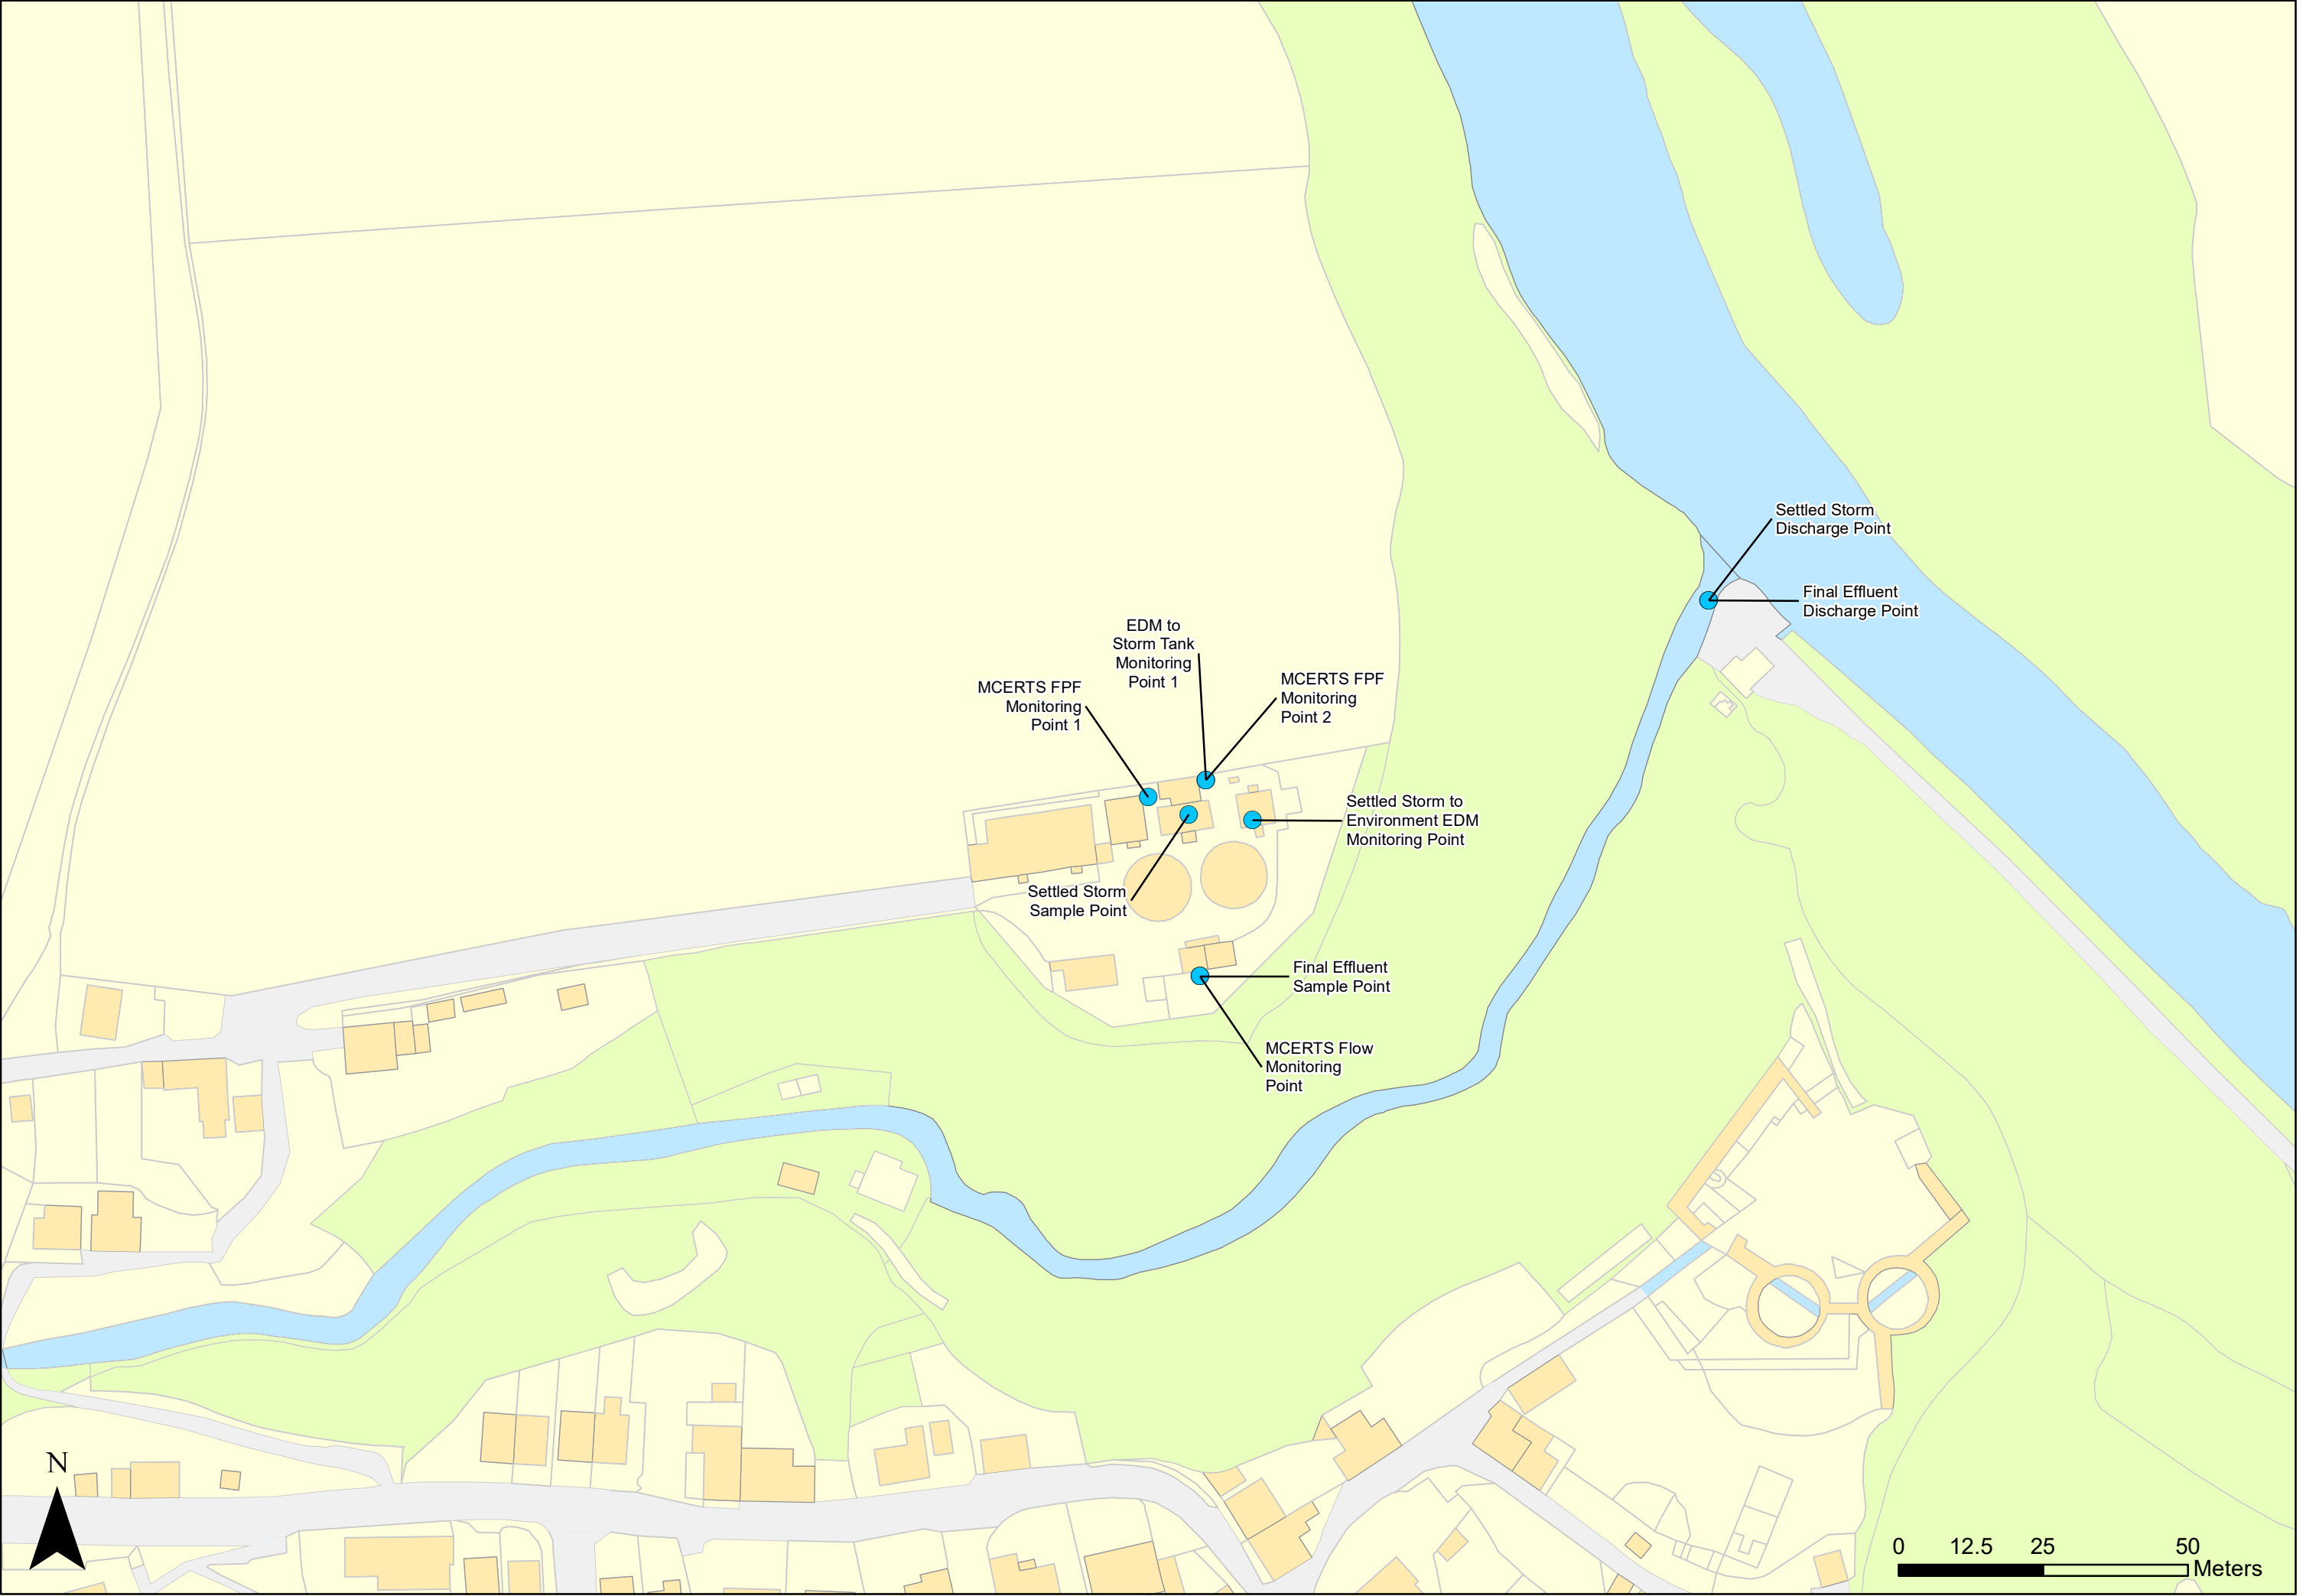 Settled Storm
Discharge Point
Final Effluent
Discharge Point
EDM to
Storm Tank
Monitoring
Point 1
MCERTS FPF
Monitoring
Point 2
MCERTS FPF
Monitoring
Point 1
Settled Storm to
Environment EDM
Monitoring Point
Settled Storm
Sample Point
Final Effluent
Sample Point
MCERTS Flow
Monitoring
Point
N
0 12.5 25 50
Meters